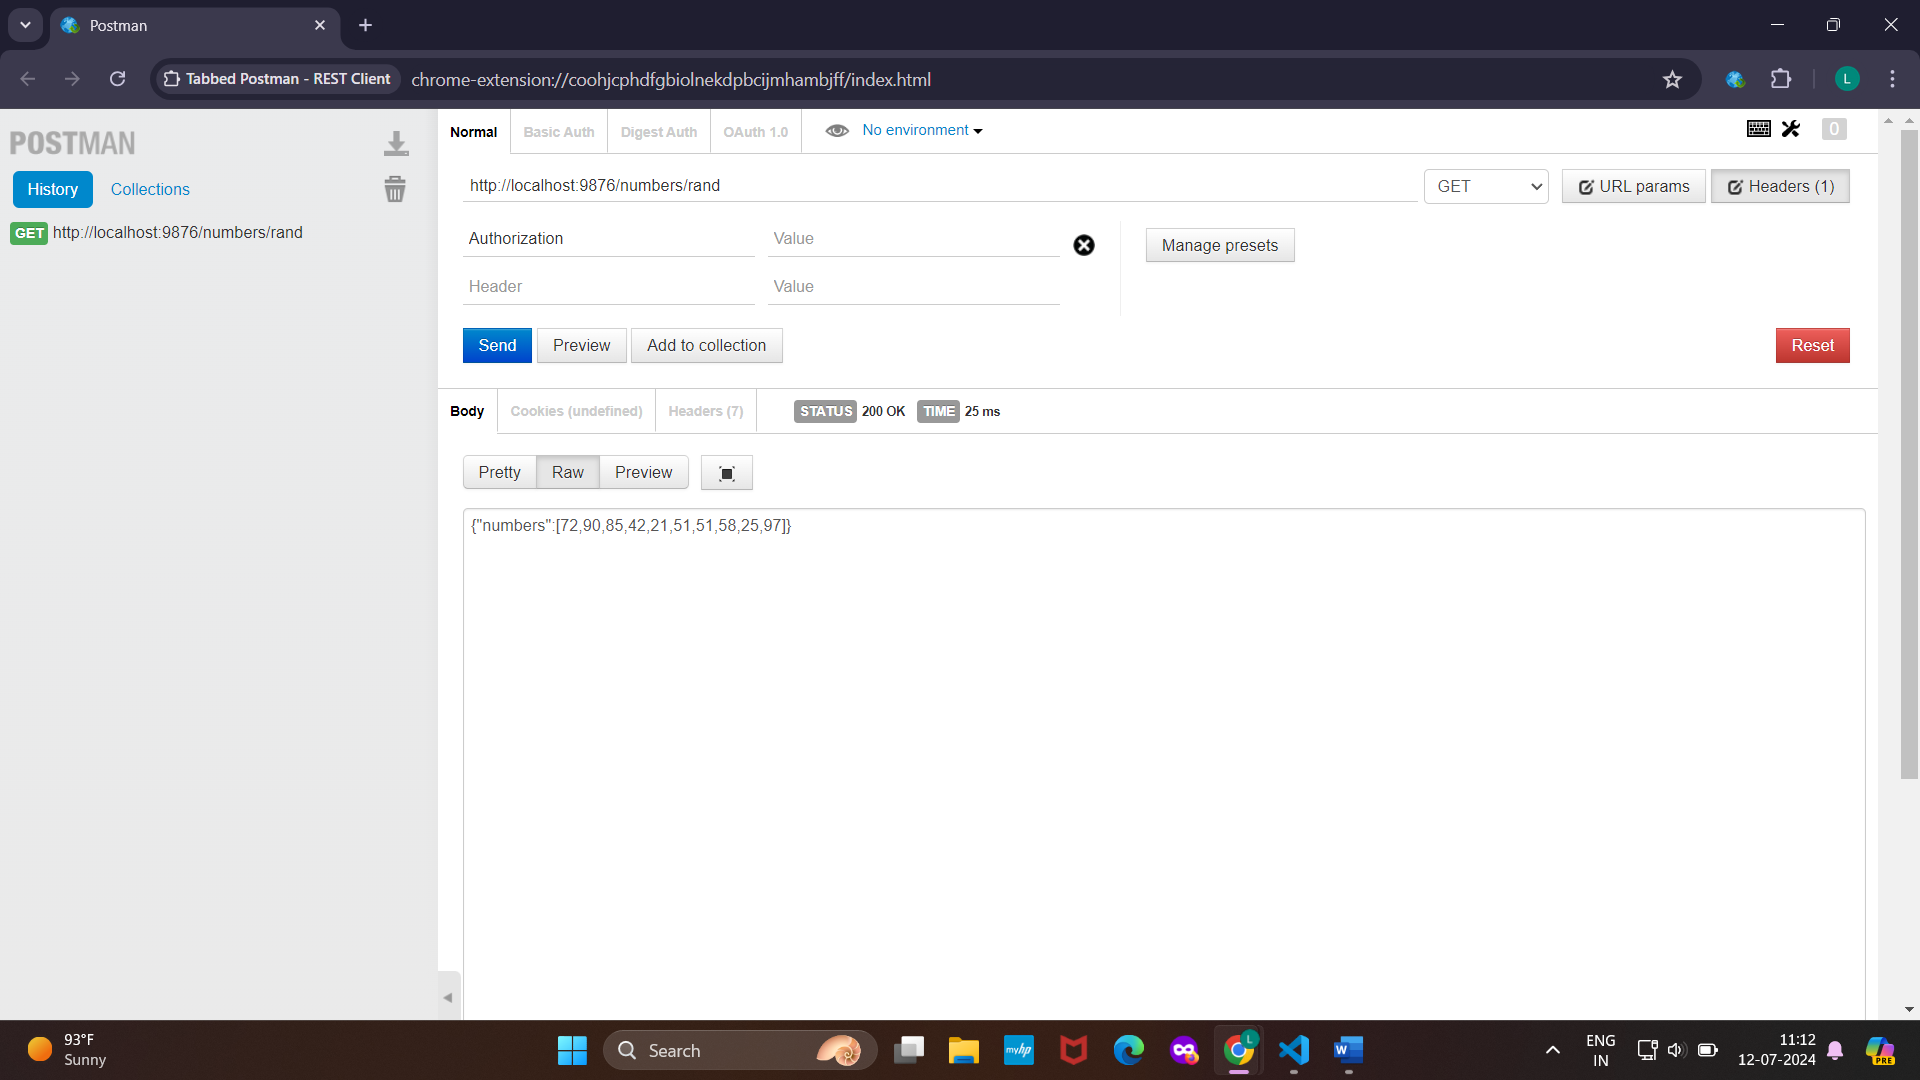 Postman
Tabbed Postman - REST Client
chrome-extension://coohjcphdfgbiolnekdpbcijmhambjff/index.html
L
POSTMAN
History
Collections
GET http://localhost:9876/numbers/rand
Normal
Basic Auth
Digest Auth
OAuth 1.0
No environment
0
http://localhost:9876/numbers/rand
GET
URL params
Headers (1)
Authorization
Value
Manage presets
Header
Value
Send
Preview
Add to collection
Reset
Body
Cookies (undefined)
Headers (7)
STATUS 200 OK TIME 25 ms
Pretty
Raw
Preview
{"numbers":[72,90,85,42,21,51,51,58,25,97]}
93°F
Sunny
Search
myhp
L
W
ENG
IN
11:12
12-07-2024
PRE